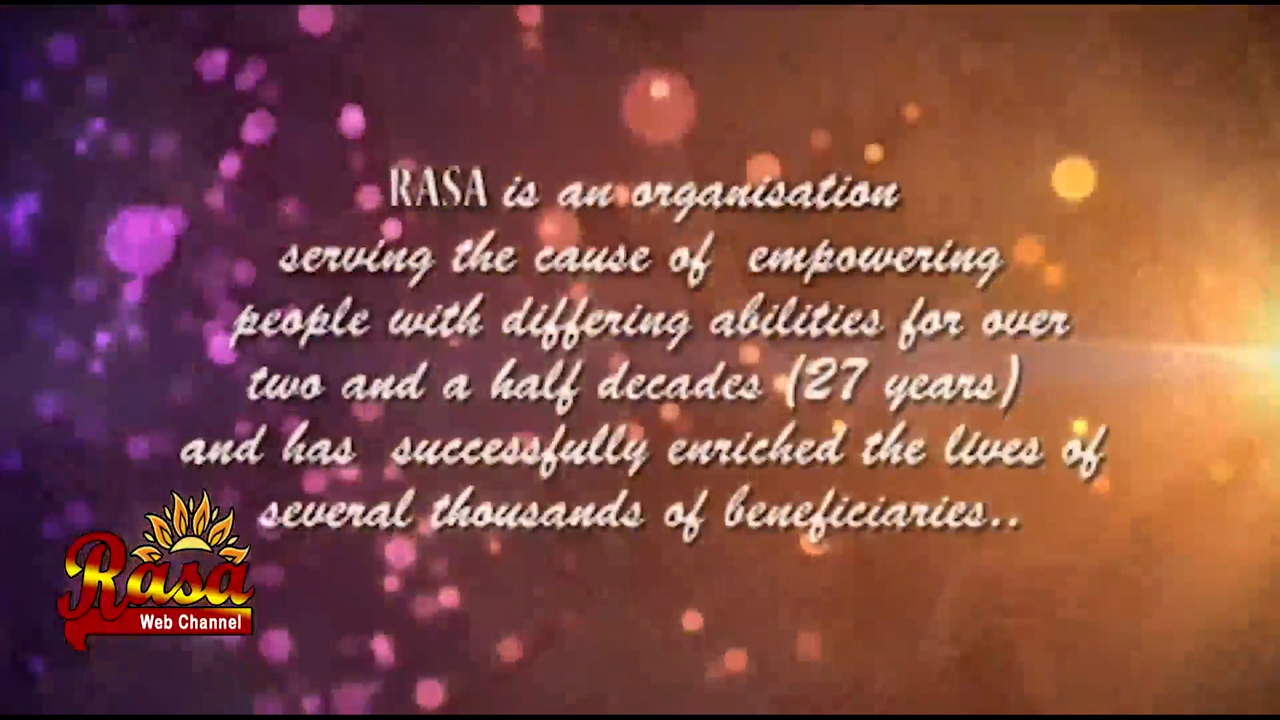 RASA is an organisation
serving the cause of empowering
people with differing abilities for over
two and a half decades (27 years)
and has successfully enriched the lives of
several thousands of beneficiaries..
Rasa
Web Channel